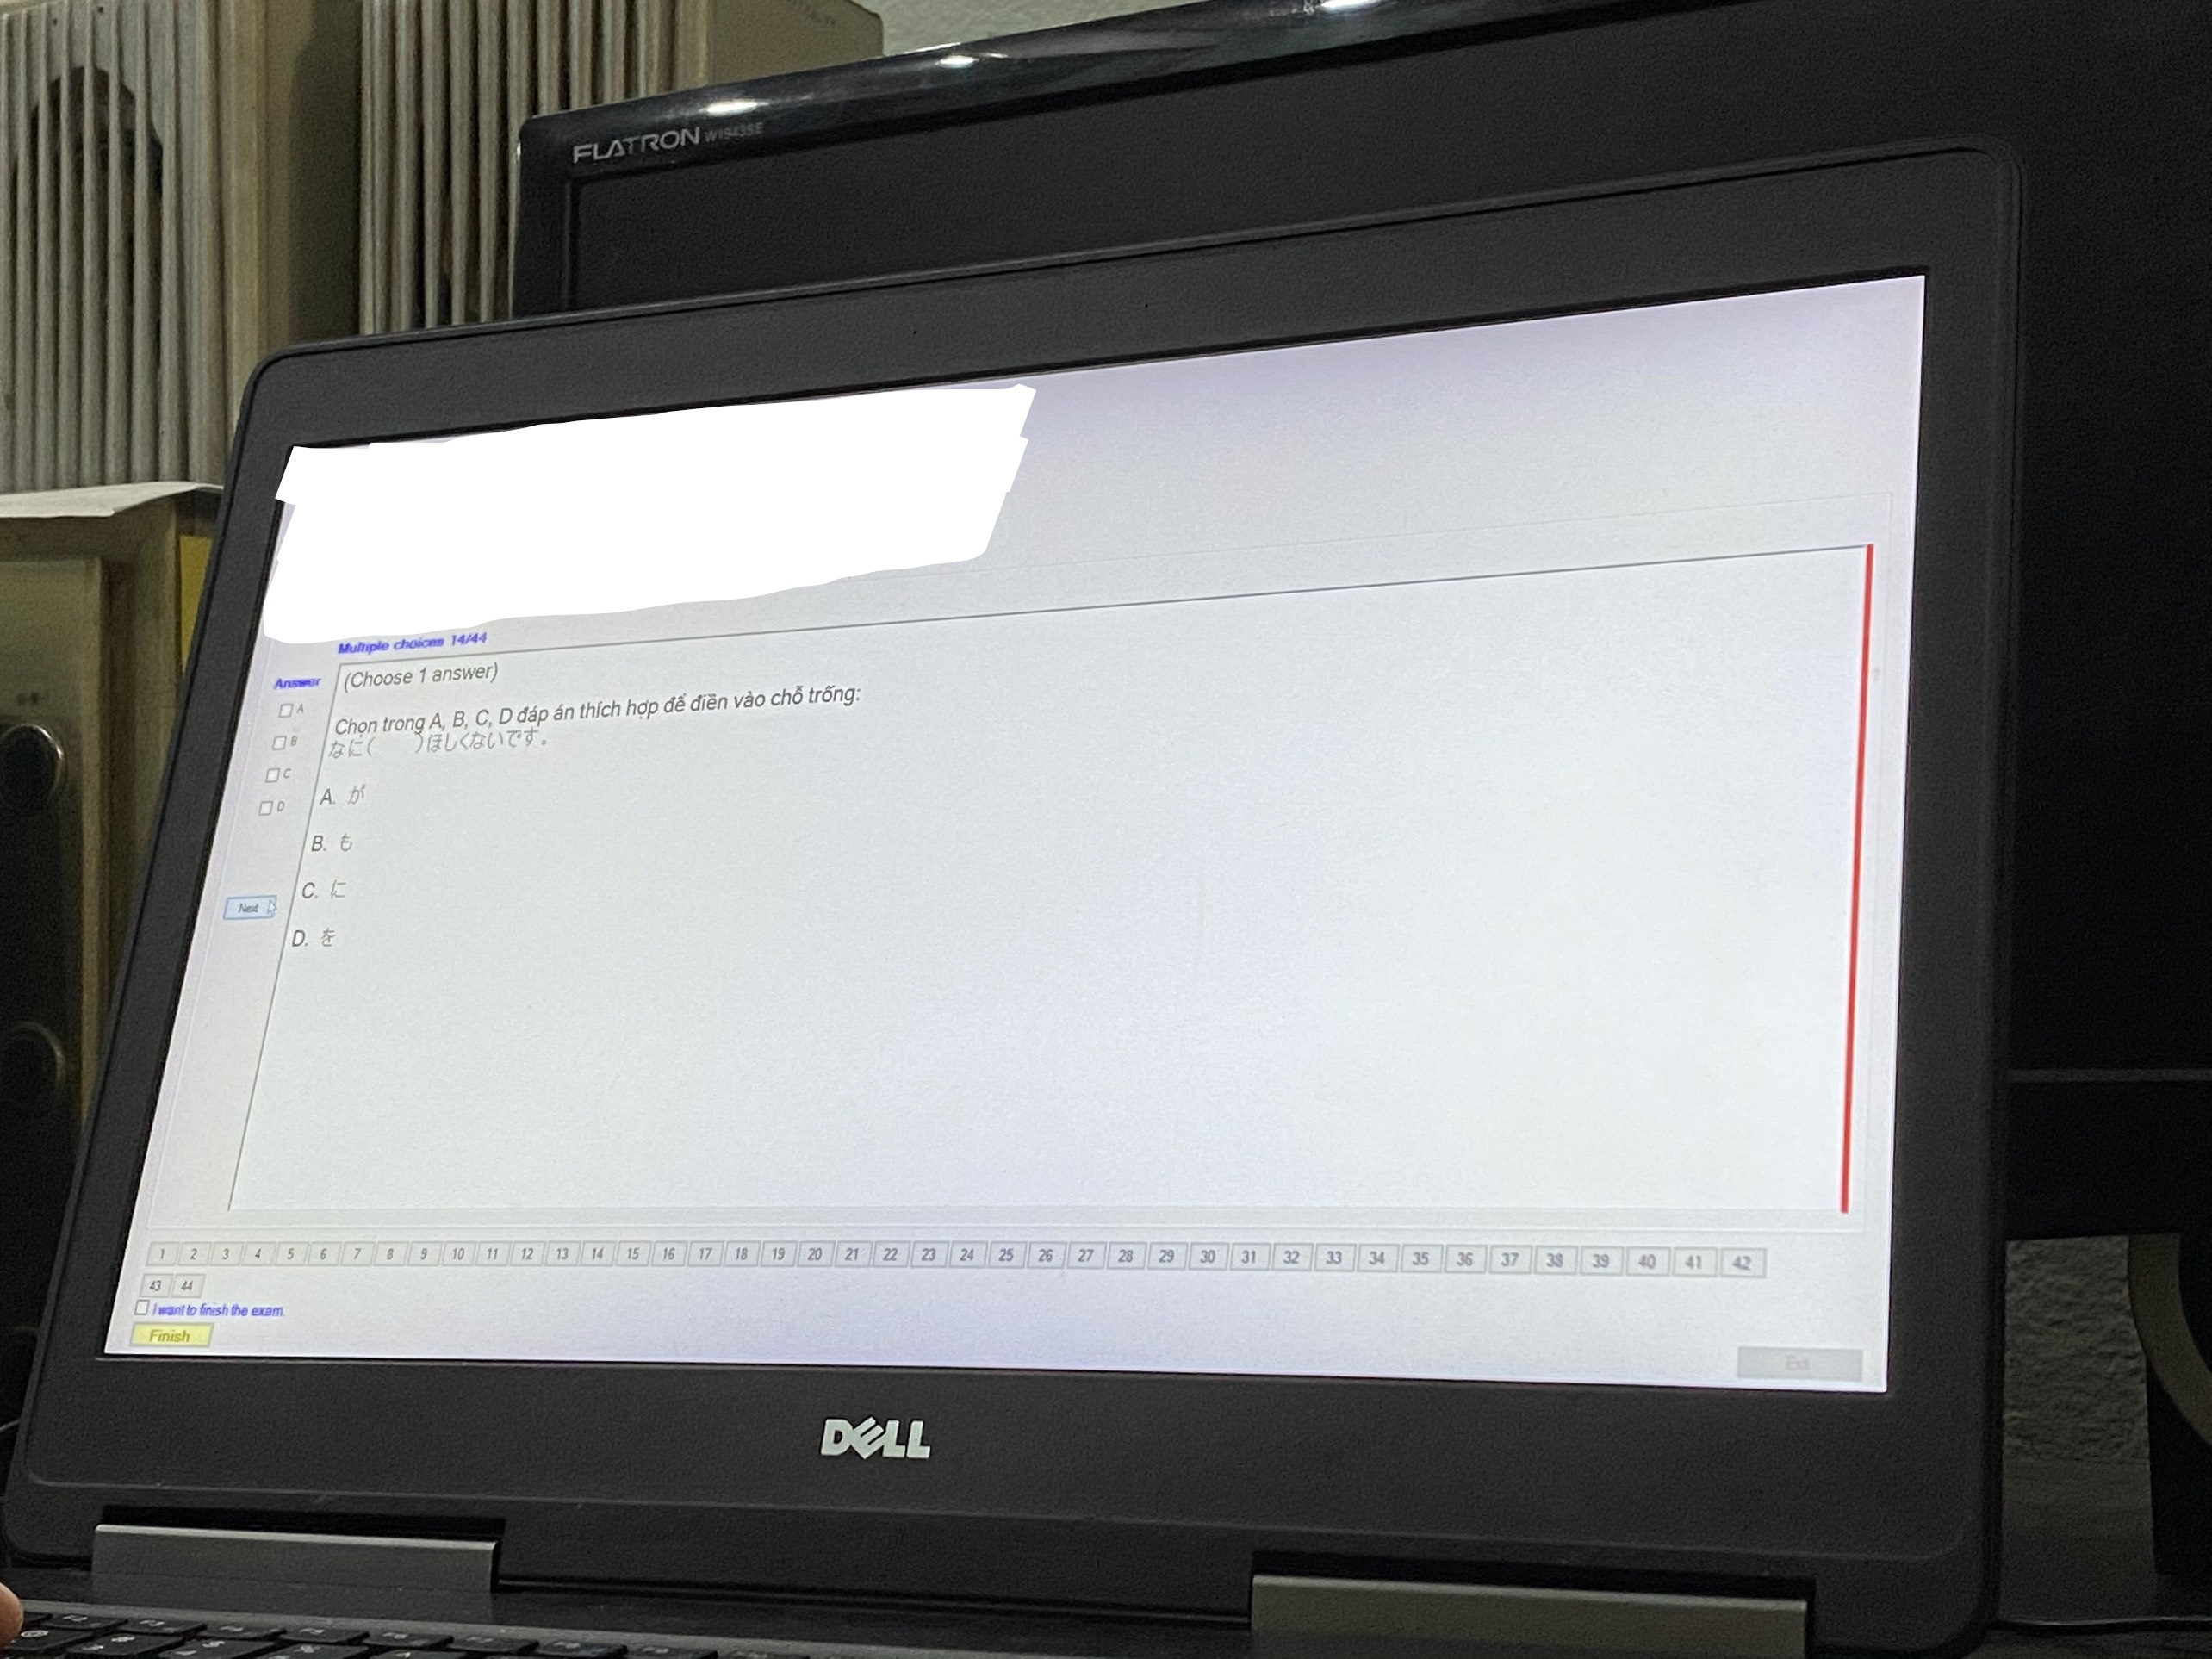 FLATRON W1943SE
Multiple choices 14/44
Answer
(Choose 1 answer)
Chọn trong A, B, C, D đáp án thích hợp để điền vào chỗ trống:
なに(　　)ほしくないです。
A
B
C
D
A. が
B. も
C. に
D. を
Next
1 2 3 4 5 6 7 8 9 10 11 12 13 14 15 16 17 18 19 20 21 22 23 24 25 26 27 28 29 30 31 32 33 34 35 36 37 38 39 40 41 42
43 44
I want to finish the exam.
Finish
Exit
DELL